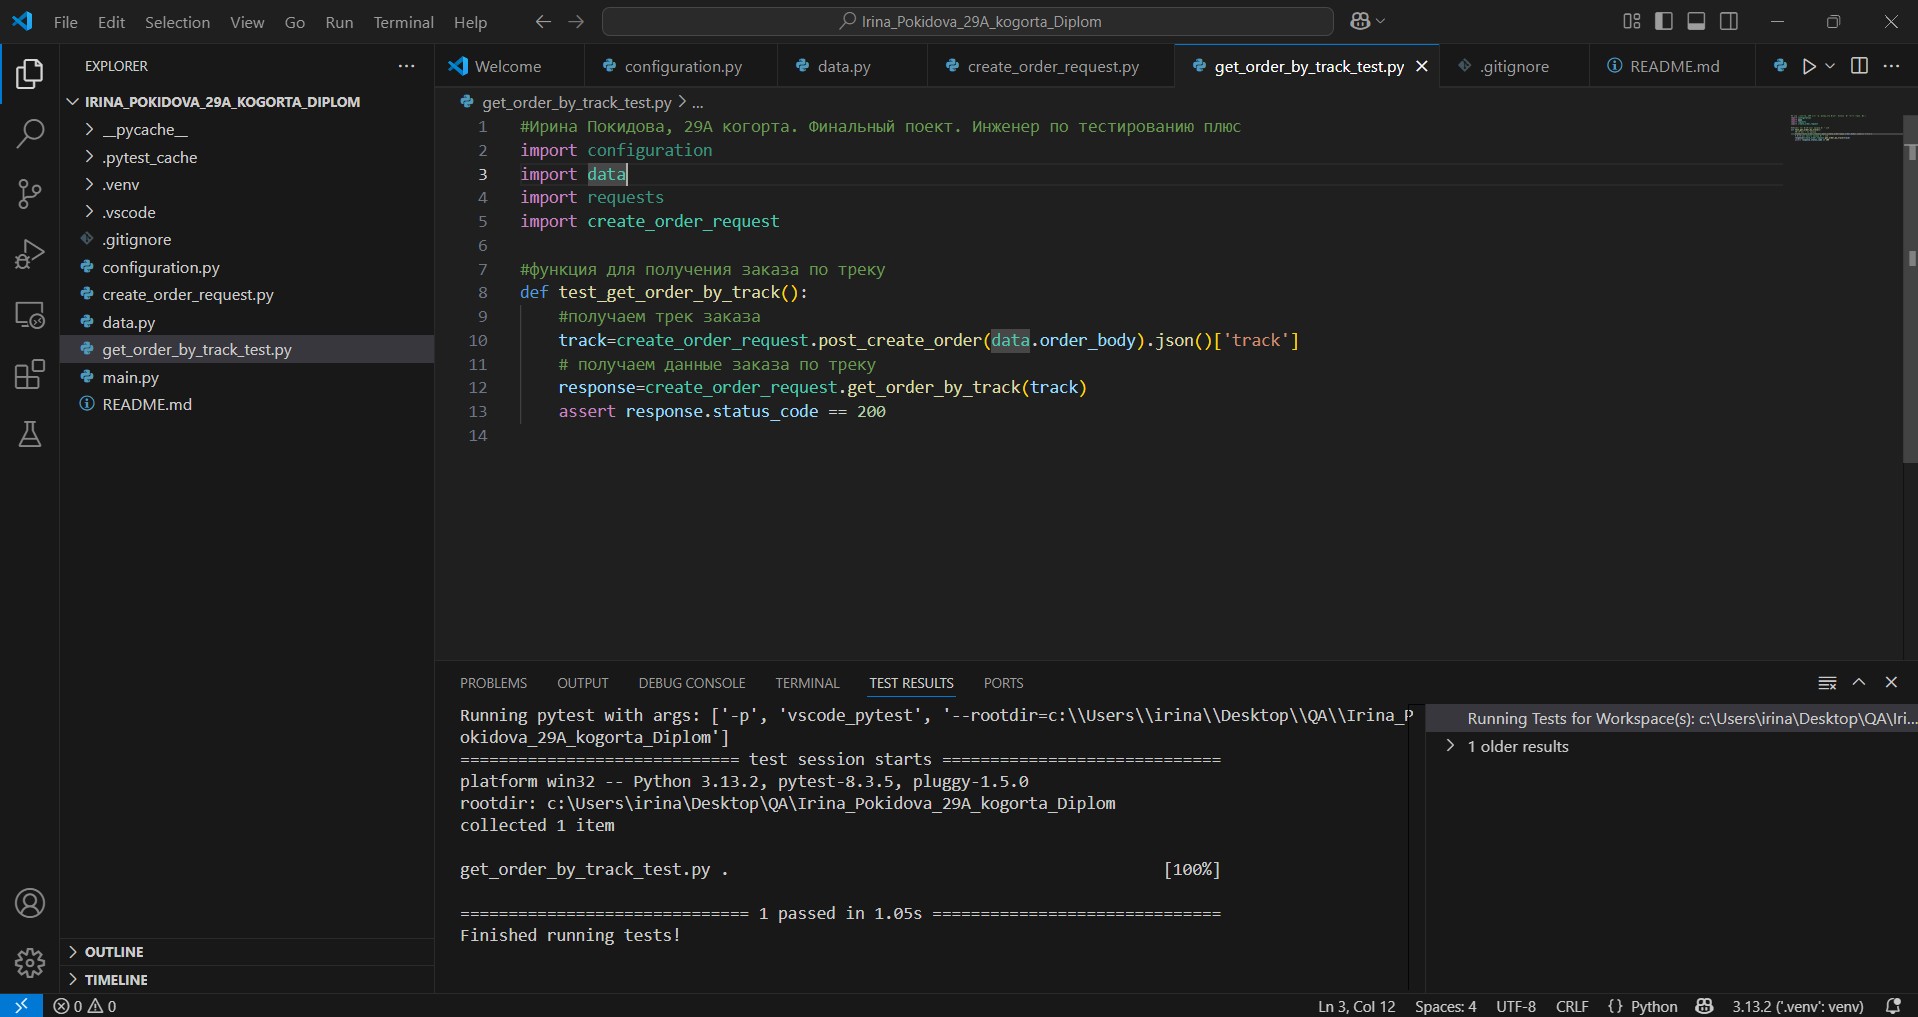 File Edit Selection View Go Run Terminal Help
Irina_Pokidova_29A_kogorta_Diplom
EXPLORER
IRINA_POKIDOVA_29A_KOGORTA_DIPLOM
__pycache__
.pytest_cache
.venv
.vscode
.gitignore
configuration.py
create_order_request.py
data.py
get_order_by_track_test.py
main.py
README.md
OUTLINE
TIMELINE
Welcome configuration.py data.py create_order_request.py get_order_by_track_test.py .gitignore README.md
get_order_by_track_test.py > ...
1 #Ирина Покидова, 29А когорта. Финальный поект. Инженер по тестированию плюс
2 import configuration
3 import data
4 import requests
5 import create_order_request
6
7 #функция для получения заказа по треку
8 def test_get_order_by_track():
9 #получаем трек заказа
10 track=create_order_request.post_create_order(data.order_body).json()['track']
11 # получаем данные заказа по треку
12 response=create_order_request.get_order_by_track(track)
13 assert response.status_code == 200
14
PROBLEMS OUTPUT DEBUG CONSOLE TERMINAL TEST RESULTS PORTS
Running pytest with args: ['-p', 'vscode_pytest', '--rootdir=c:\\Users\\irina\\Desktop\\QA\\Irina_P
okidova_29A_kogorta_Diplom']
============================= test session starts =============================
platform win32 -- Python 3.13.2, pytest-8.3.5, pluggy-1.5.0
rootdir: c:\Users\irina\Desktop\QA\Irina_Pokidova_29A_kogorta_Diplom
collected 1 item
get_order_by_track_test.py . [100%]
============================== 1 passed in 1.05s ==============================
Finished running tests!
Running Tests for Workspace(s): c:\Users\irina\Desktop\QA\Iri...
1 older results
0 0
Ln 3, Col 12 Spaces: 4 UTF-8 CRLF {} Python 3.13.2 ('.venv': venv)